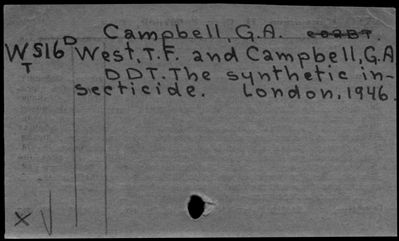 Campbell, G.A.
WS16D West, T.F. and Campbell, G.A
T DDT. The synthetic in-
secticide. London, 1946.
X